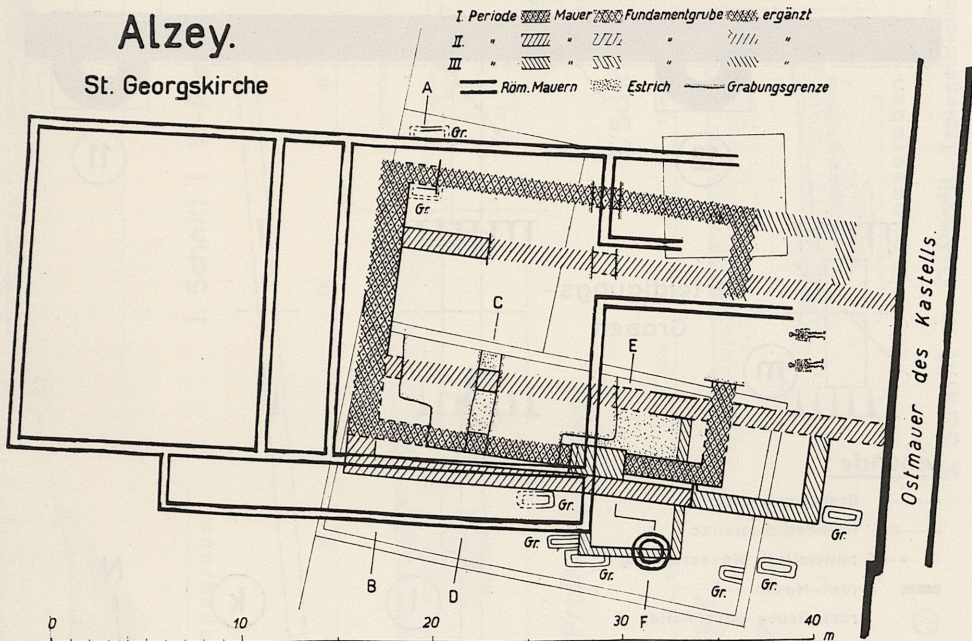 Alzey.
St. Georgskirche
I. Periode Mauer Fundamentgrube ergänzt
II. " " " "
III " " " "
Röm. Mauern Estrich Grabungsgrenze
A
Gr.
Gr.
C
E
Ostmauer des Kastells.
Gr.
Gr.
Gr.
Gr.
Gr.
Gr.
B
D
F
0 10 20 30 40 m